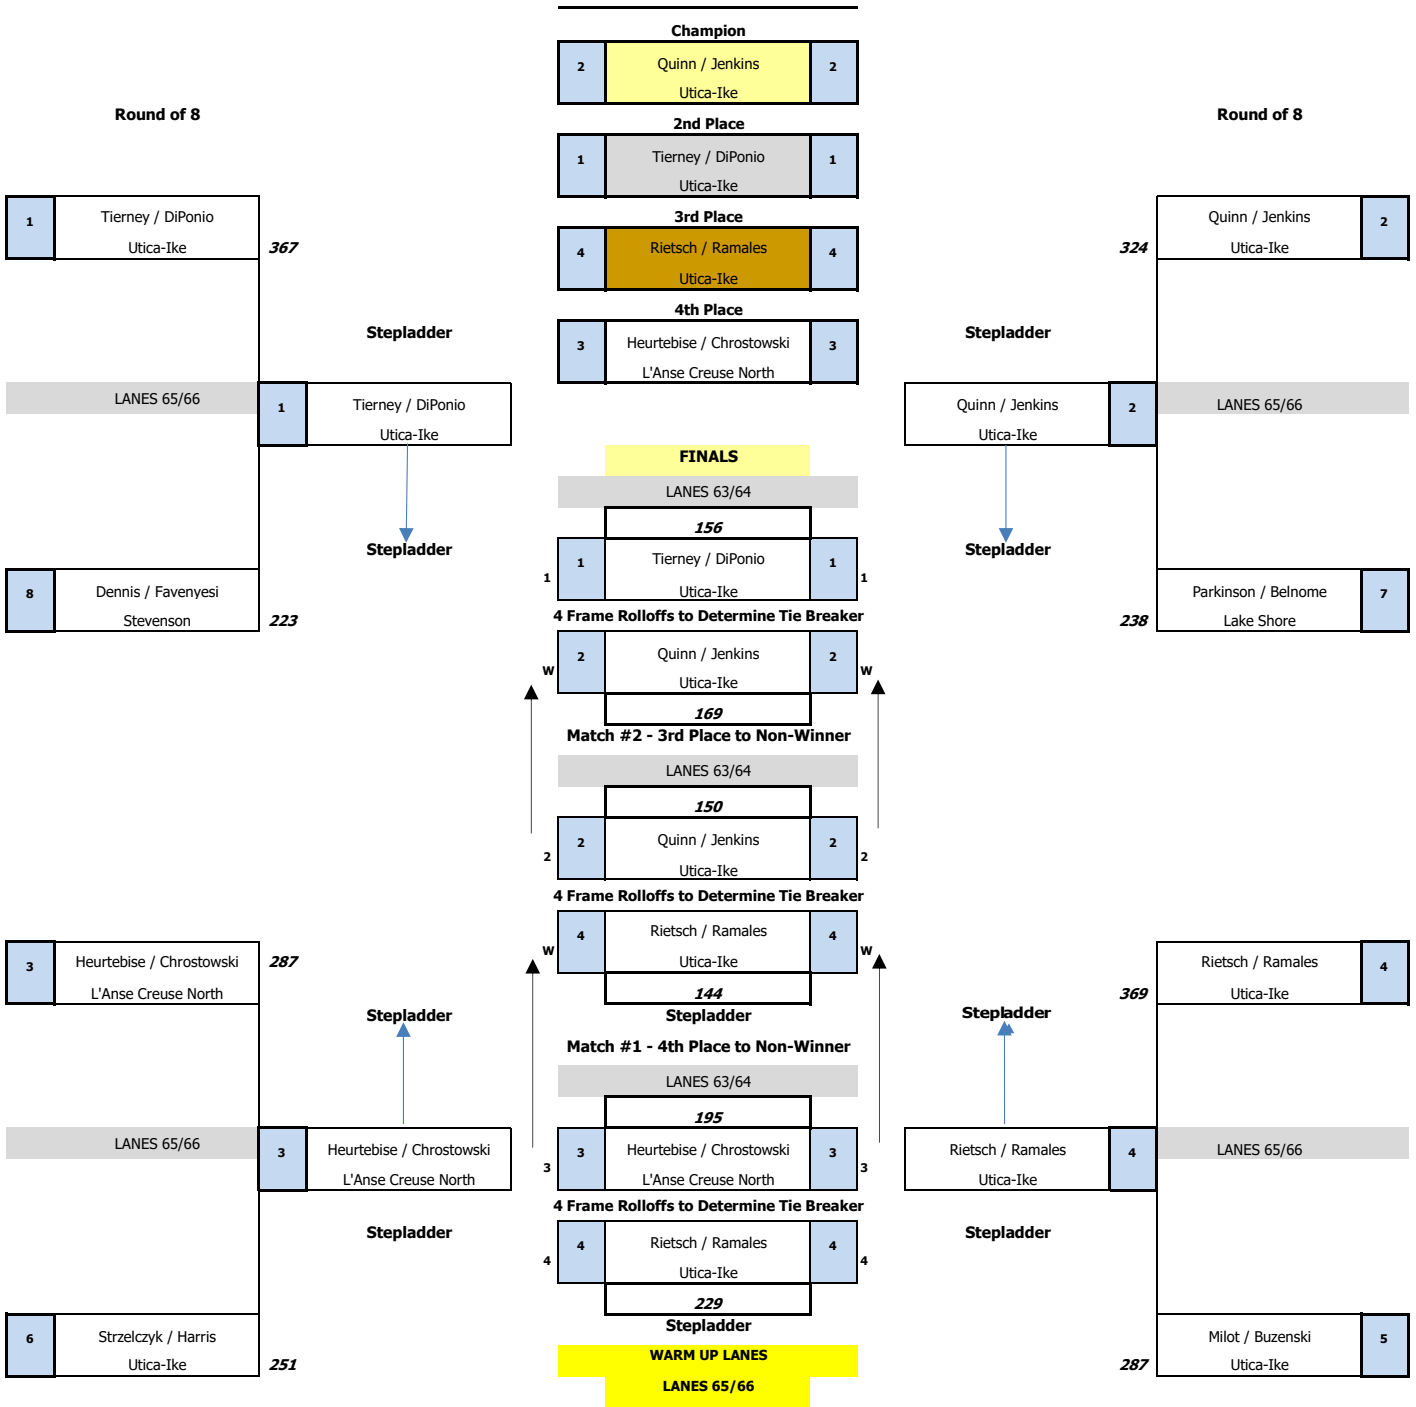 Champion
2 Quinn / Jenkins 2
Utica-Ike
Round of 8
Round of 8
2nd Place
1 Tierney / DiPonio 1
Utica-Ike
3rd Place
4 Rietsch / Ramales 4
Utica-Ike
4th Place
3 Heurtebise / Chrostowski 3
L'Anse Creuse North
1 Tierney / DiPonio
Utica-Ike 367
Stepladder
LANES 65/66
1 Tierney / DiPonio
Utica-Ike
Stepladder
8 Dennis / Favenyesi
Stevenson 223
Quinn / Jenkins 2
324 Utica-Ike
Stepladder
Quinn / Jenkins 2
Utica-Ike
LANES 65/66
Stepladder
Parkinson / Belnome 7
238 Lake Shore
FINALS
LANES 63/64
156
1 1 Tierney / DiPonio 1 1
Utica-Ike
4 Frame Rolloffs to Determine Tie Breaker
W 2 Quinn / Jenkins 2 W
Utica-Ike
169
Match #2 - 3rd Place to Non-Winner
LANES 63/64
150
2 2 Quinn / Jenkins 2 2
Utica-Ike
4 Frame Rolloffs to Determine Tie Breaker
W 4 Rietsch / Ramales 4 W
Utica-Ike
144
Stepladder
Match #1 - 4th Place to Non-Winner
LANES 63/64
195
3 3 Heurtebise / Chrostowski 3 3
L'Anse Creuse North
4 Frame Rolloffs to Determine Tie Breaker
4 4 Rietsch / Ramales 4 4
Utica-Ike
229
Stepladder
WARM UP LANES
LANES 65/66
3 Heurtebise / Chrostowski 287
L'Anse Creuse North
Stepladder
LANES 65/66
3 Heurtebise / Chrostowski
L'Anse Creuse North
Stepladder
6 Strzelczyk / Harris
Utica-Ike 251
Rietsch / Ramales 4
369 Utica-Ike
Stepladder
Rietsch / Ramales 4
Utica-Ike
LANES 65/66
Stepladder
Milot / Buzenski 5
287 Utica-Ike